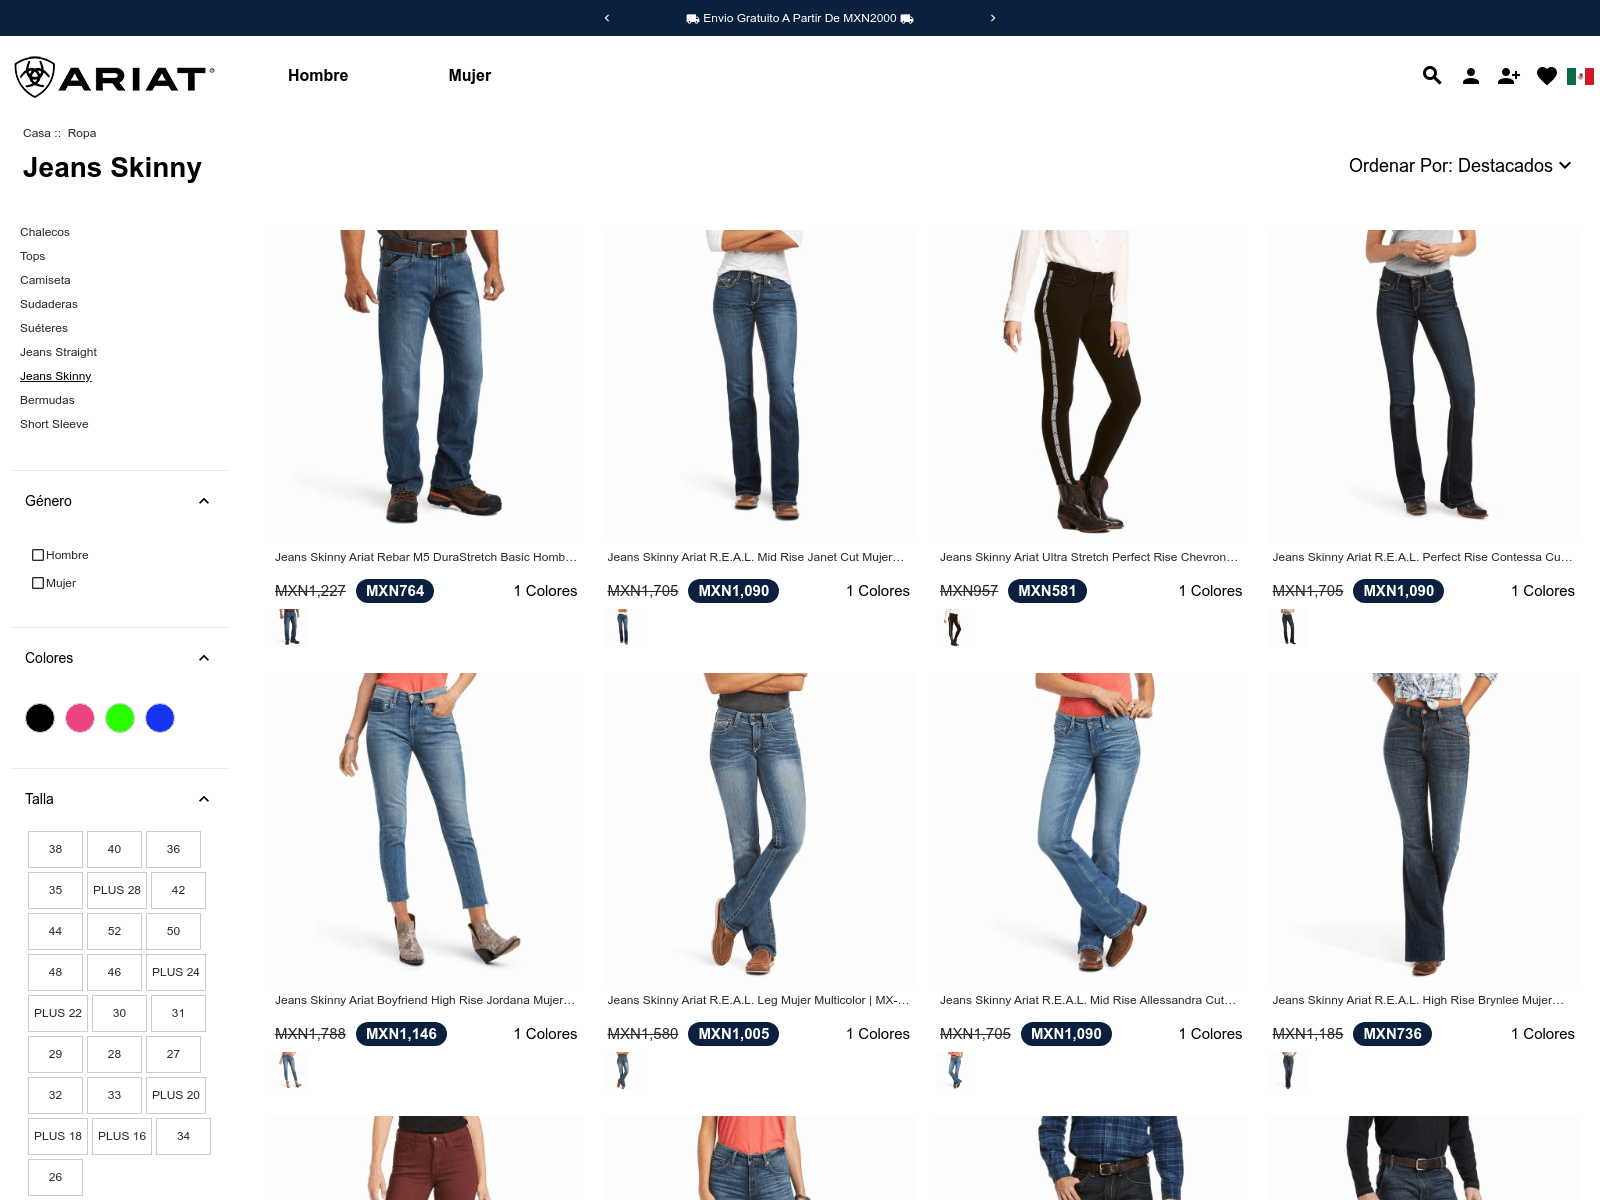 Envio Gratuito A Partir De MXN2000
ARIAT
Hombre
Mujer
Casa :: Ropa
Jeans Skinny
Ordenar Por: Destacados
Chalecos
Tops
Camiseta
Sudaderas
Suéteres
Jeans Straight
Jeans Skinny
Bermudas
Short Sleeve
Género
Hombre
Mujer
Colores
Talla
38 40 36
35 PLUS 28 42
44 52 50
48 46 PLUS 24
PLUS 22 30 31
29 28 27
32 33 PLUS 20
PLUS 18 PLUS 16 34
26
Jeans Skinny Ariat Rebar M5 DuraStretch Basic Homb...
MXN1,227 MXN764 1 Colores
Jeans Skinny Ariat R.E.A.L. Mid Rise Janet Cut Mujer...
MXN1,705 MXN1,090 1 Colores
Jeans Skinny Ariat Ultra Stretch Perfect Rise Chevron...
MXN957 MXN581 1 Colores
Jeans Skinny Ariat R.E.A.L. Perfect Rise Contessa Cu...
MXN1,705 MXN1,090 1 Colores
Jeans Skinny Ariat Boyfriend High Rise Jordana Mujer...
MXN1,788 MXN1,146 1 Colores
Jeans Skinny Ariat R.E.A.L. Leg Mujer Multicolor | MX-...
MXN1,580 MXN1,005 1 Colores
Jeans Skinny Ariat R.E.A.L. Mid Rise Allessandra Cut...
MXN1,705 MXN1,090 1 Colores
Jeans Skinny Ariat R.E.A.L. High Rise Brynlee Mujer...
MXN1,185 MXN736 1 Colores